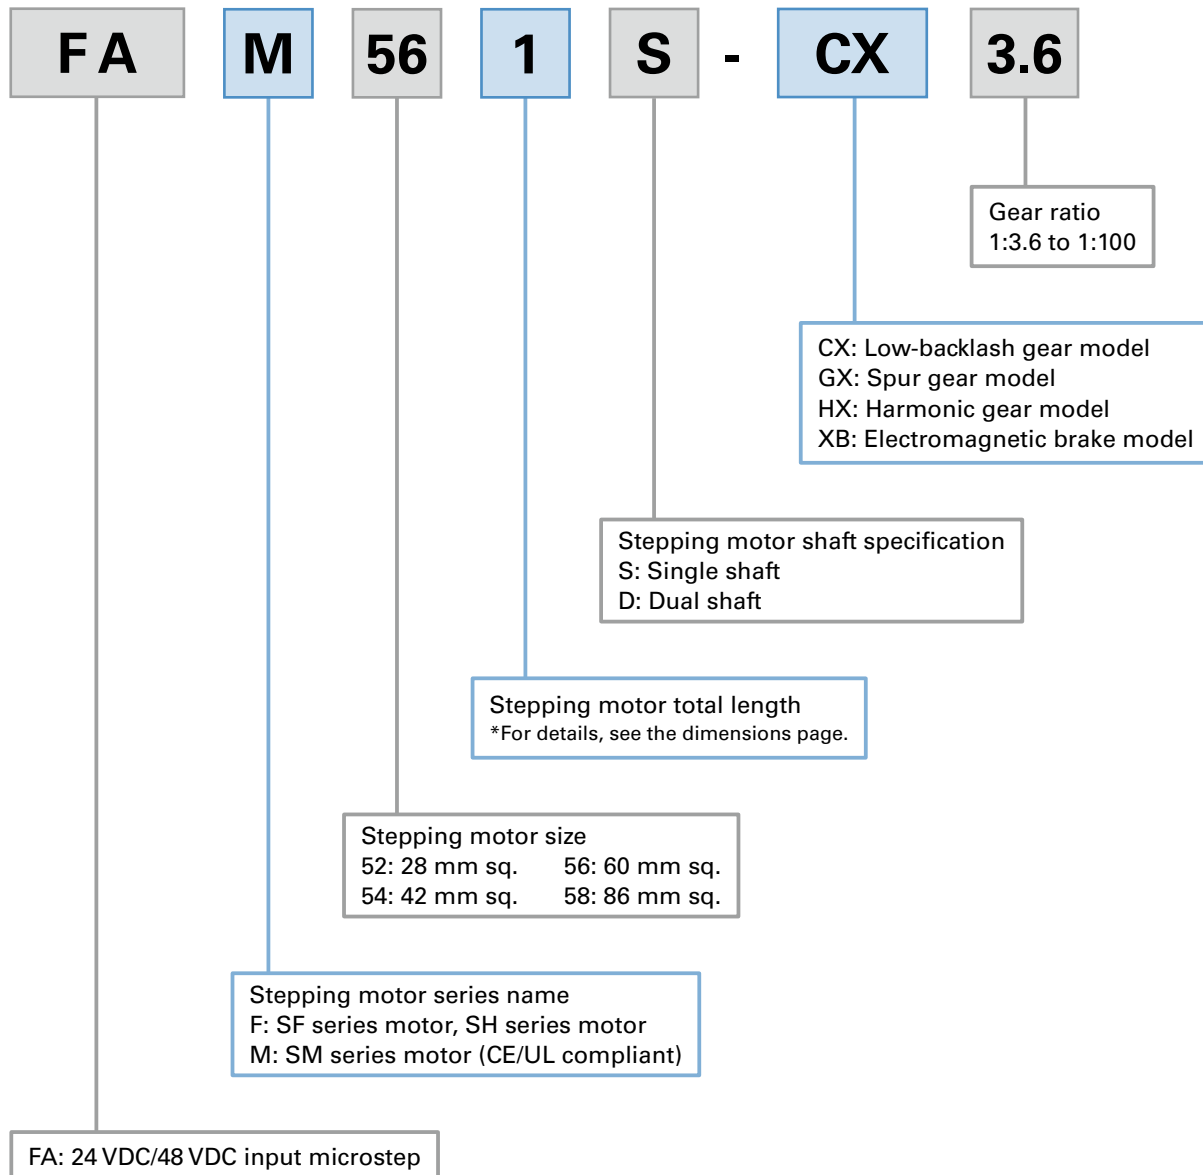 FA M 56 1 S - CX 3.6
Gear ratio
1:3.6 to 1:100
CX: Low-backlash gear model
GX: Spur gear model
HX: Harmonic gear model
XB: Electromagnetic brake model
Stepping motor shaft specification
S: Single shaft
D: Dual shaft
Stepping motor total length
*For details, see the dimensions page.
Stepping motor size
52: 28 mm sq. 56: 60 mm sq.
54: 42 mm sq. 58: 86 mm sq.
Stepping motor series name
F: SF series motor, SH series motor
M: SM series motor (CE/UL compliant)
FA: 24 VDC/48 VDC input microstep